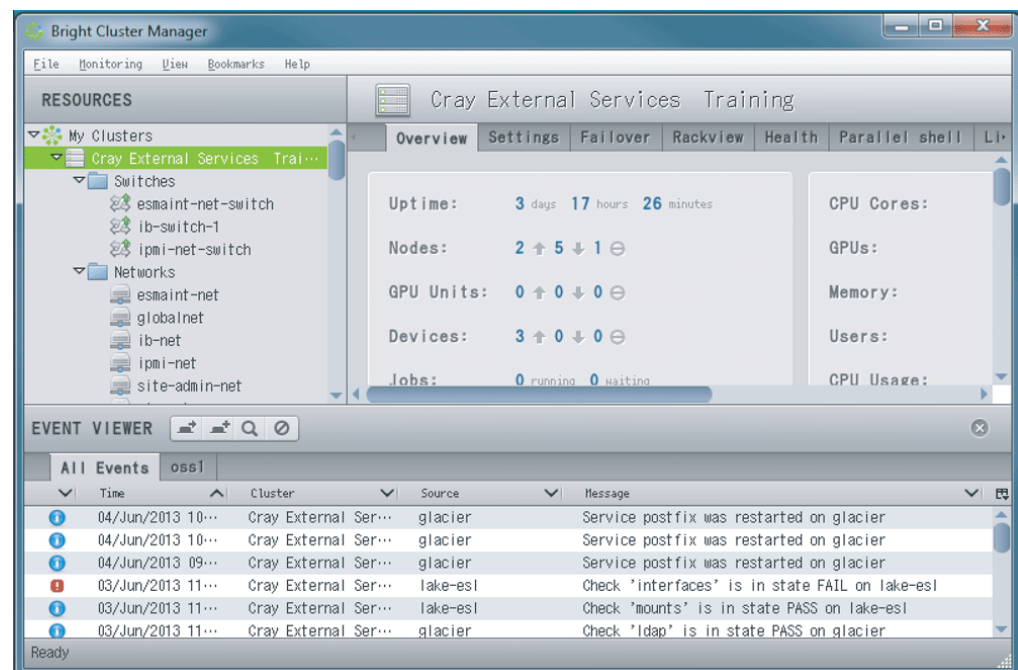 Bright Cluster Manager
File Monitoring View Bookmarks Help
RESOURCES
Cray External Services Training
My Clusters
Cray External Services Trai...
Switches
esmaint-net-switch
ib-switch-1
ipmi-net-switch
Networks
esmaint-net
globalnet
ib-net
ipmi-net
site-admin-net
Overview Settings Failover Rackview Health Parallel shell Li
Uptime: 3 days 17 hours 26 minutes
Nodes: 2 ↑ 5 ↓ 1 ⊖
GPU Units: 0 ↑ 0 ↓ 0 ⊖
Devices: 3 ↑ 0 ↓ 0 ⊖
Jobs: 0 running 0 waiting
CPU Cores:
GPUs:
Memory:
Users:
CPU Usage:
EVENT VIEWER
All Events oss1
Time Cluster Source Message
04/Jun/2013 10... Cray External Ser... glacier Service postfix was restarted on glacier
04/Jun/2013 10... Cray External Ser... glacier Service postfix was restarted on glacier
04/Jun/2013 09... Cray External Ser... glacier Service postfix was restarted on glacier
03/Jun/2013 11... Cray External Ser... lake-esl Check 'interfaces' is in state FAIL on lake-esl
03/Jun/2013 11... Cray External Ser... lake-esl Check 'mounts' is in state PASS on lake-esl
03/Jun/2013 11... Cray External Ser... glacier Check 'ldap' is in state PASS on glacier
Ready